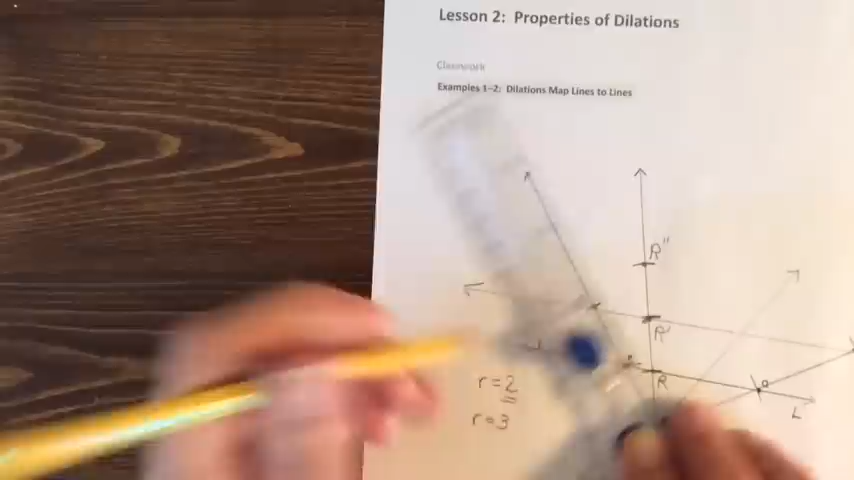 Lesson 2: Properties of Dilations
Classwork
Examples 1–2: Dilations Map Lines to Lines
R"
R'
R
r=2
r=3
L